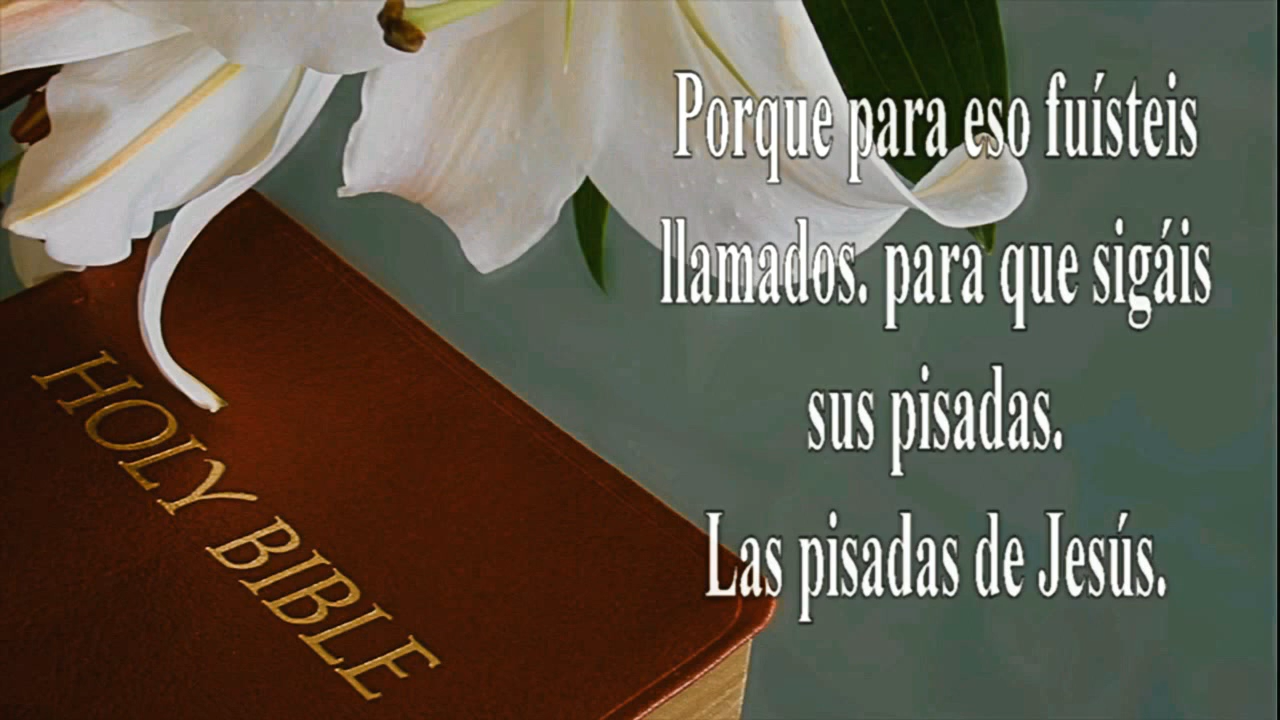 Porque para eso fuísteis
llamados. para que sigáis
sus pisadas.
Las pisadas de Jesús.
HOLY BIBLE